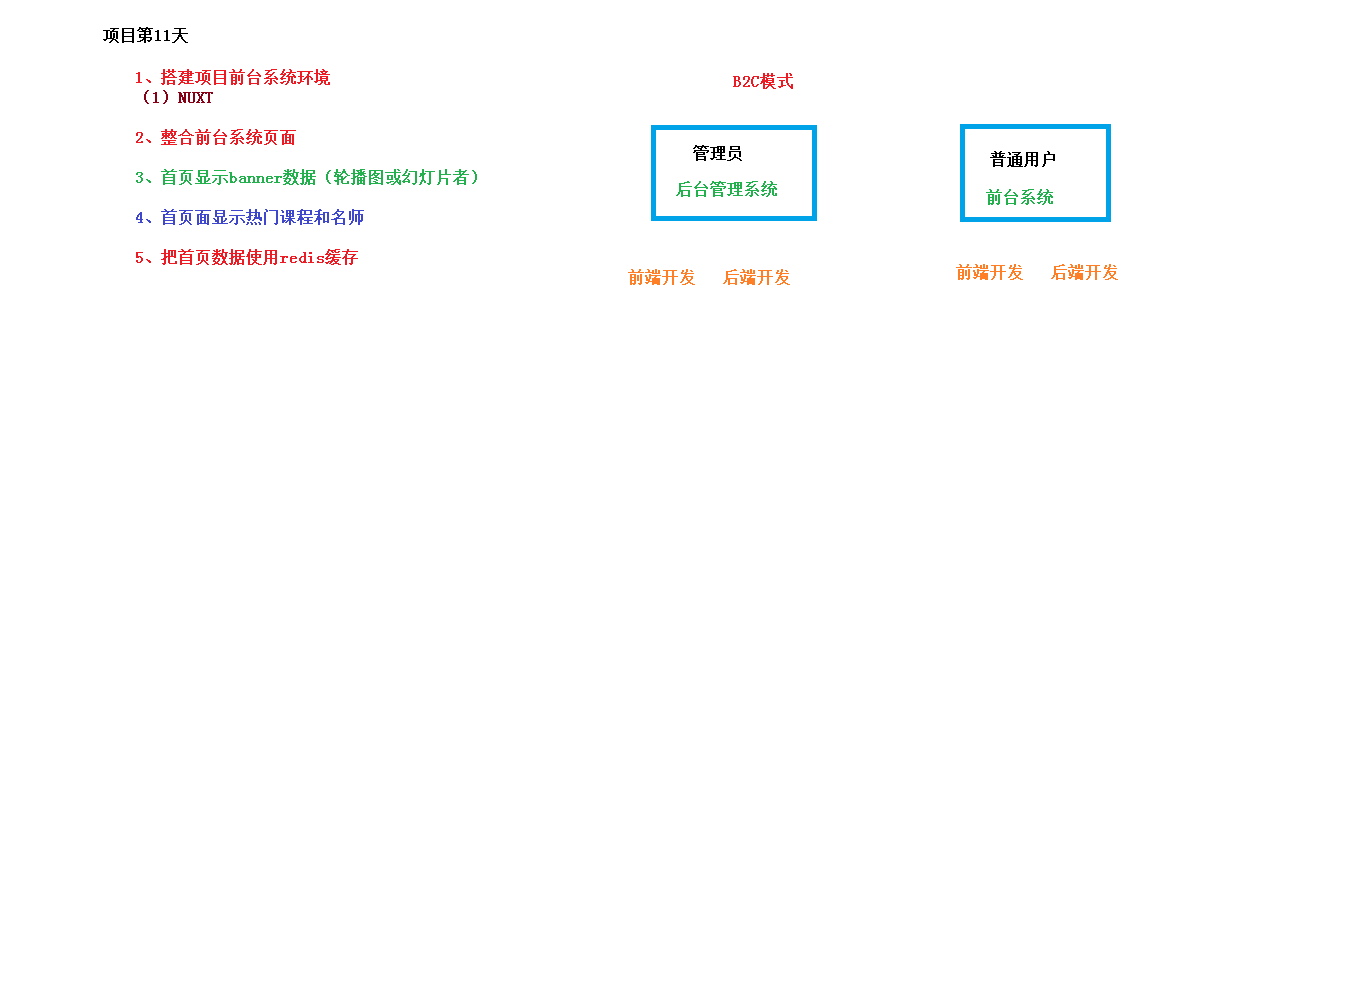 项目第11天
1、搭建项目前台系统环境
（1）NUXT
2、整合前台系统页面
3、首页显示banner数据（轮播图或幻灯片者）
4、首页面显示热门课程和名师
5、把首页数据使用redis缓存
B2C模式
管理员
后台管理系统
前端开发 后端开发
普通用户
前台系统
前端开发 后端开发